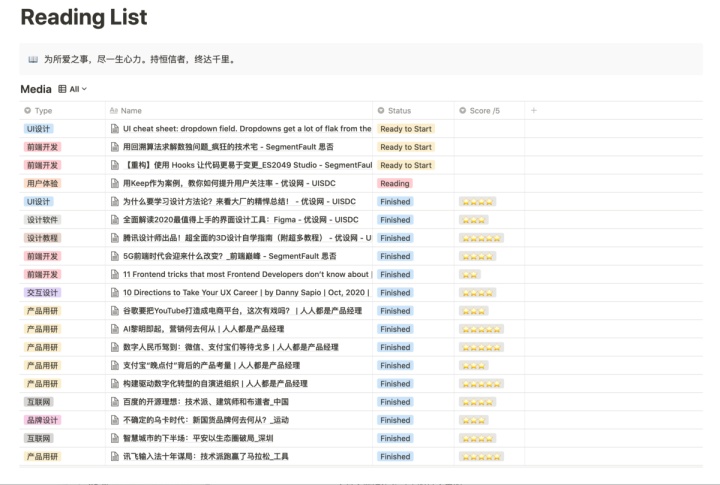 Reading List
为所爱之事，尽一生心力。持恒信者，终达千里。
Media All
Type Name Status Score /5
UI设计 UI cheat sheet: dropdown field. Dropdowns get a lot of flak from the Ready to Start
前端开发 用回溯算法求解数独问题_疯狂的技术宅 - SegmentFault 思否 Ready to Start
前端开发 【重构】使用 Hooks 让代码更易于变更_ES2049 Studio - SegmentFaul Ready to Start
用户体验 用Keep作为案例，教你如何提升用户关注率 - 优设网 - UISDC Reading
UI设计 为什么要学习设计方法论？来看大厂的精悍总结！ - 优设网 - UISDC Finished
设计软件 全面解读2020最值得上手的界面设计工具：Figma - 优设网 - UISDC Finished
设计教程 腾讯设计师出品！超全面的3D设计自学指南（附超多教程） - 优设网 - U Finished
前端开发 5G前端时代会迎来什么改变？_前端巅峰 - SegmentFault 思否 Finished
前端开发 11 Frontend tricks that most Frontend Developers don't know about | Finished
交互设计 10 Directions to Take Your UX Career | by Danny Sapio | Oct, 2020 | Finished
产品用研 谷歌要把YouTube打造成电商平台，这次有戏吗？ | 人人都是产品经理 Finished
产品用研 AI黎明即起，营销何去何从 | 人人都是产品经理 Finished
产品用研 数字人民币驾到：微信、支付宝们等待戈多 | 人人都是产品经理 Finished
产品用研 支付宝“晚点付”背后的产品考量 | 人人都是产品经理 Finished
产品用研 构建驱动数字化转型的自演进组织 | 人人都是产品经理 Finished
互联网 百度的开源理想：技术派、建筑师和布道者_中国 Finished
品牌设计 不确定的乌卡时代：新国货品牌何去何从？_运动 Finished
互联网 智慧城市的下半场：平安以生态圈破局_深圳 Finished
产品用研 讯飞输入法十年谋局：技术派跑赢了马拉松_工具 Finished